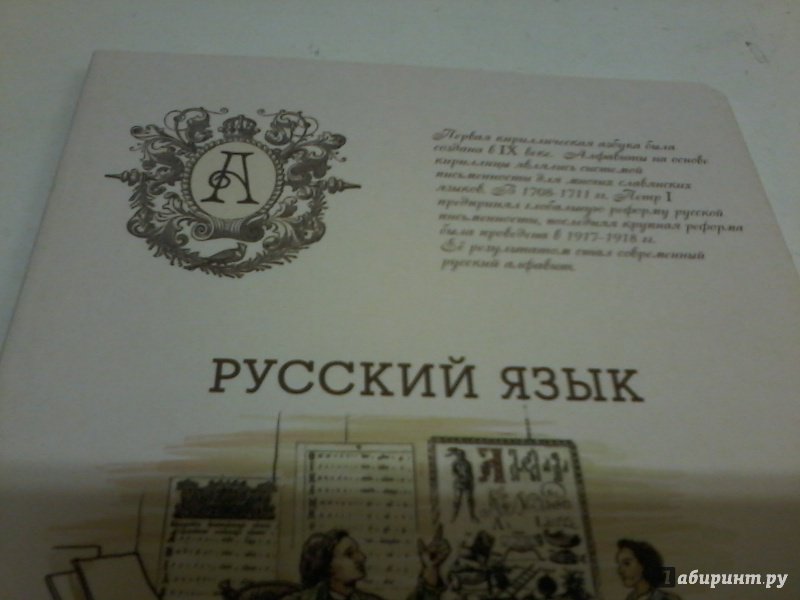 А
Первая кириллическая азбука была
создана в IX веке. Алфавиты на основе
кириллицы являлись системой
письменности для многих славянских
языков. В 1708-1711 гг. Петр I
предпринял глобальную реформу русской
письменности, последняя крупная реформа
была проведена в 1917-1918 гг.
Её результатом стал современный
русский алфавит.
РУССКИЙ ЯЗЫК
Лабиринт.ру